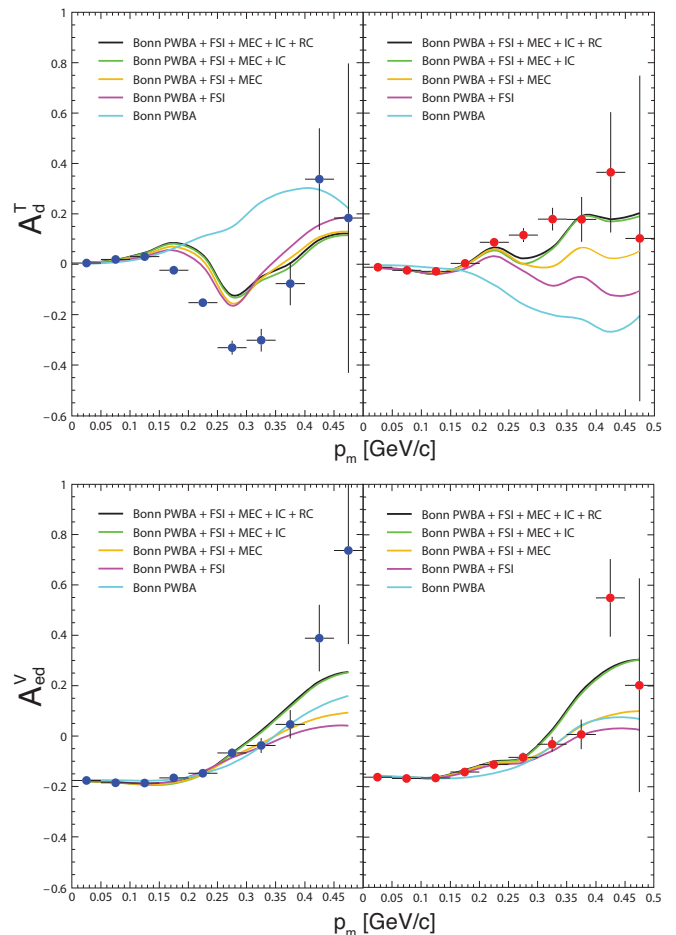 1
0.8
0.6
0.4
0.2
0
−0.2
−0.4
−0.6
A_d^T
Bonn PWBA + FSI + MEC + IC + RC
Bonn PWBA + FSI + MEC + IC
Bonn PWBA + FSI + MEC
Bonn PWBA + FSI
Bonn PWBA
Bonn PWBA + FSI + MEC + IC + RC
Bonn PWBA + FSI + MEC + IC
Bonn PWBA + FSI + MEC
Bonn PWBA + FSI
Bonn PWBA
0 0.05 0.1 0.15 0.2 0.25 0.3 0.35 0.4 0.45 0 0.05 0.1 0.15 0.2 0.25 0.3 0.35 0.4 0.45 0.5
p_m [GeV/c]
1
0.8
0.6
0.4
0.2
0
−0.2
−0.4
−0.6
A_ed^V
Bonn PWBA + FSI + MEC + IC + RC
Bonn PWBA + FSI + MEC + IC
Bonn PWBA + FSI + MEC
Bonn PWBA + FSI
Bonn PWBA
Bonn PWBA + FSI + MEC + IC + RC
Bonn PWBA + FSI + MEC + IC
Bonn PWBA + FSI + MEC
Bonn PWBA + FSI
Bonn PWBA
0 0.05 0.1 0.15 0.2 0.25 0.3 0.35 0.4 0.45 0 0.05 0.1 0.15 0.2 0.25 0.3 0.35 0.4 0.45 0.5
p_m [GeV/c]